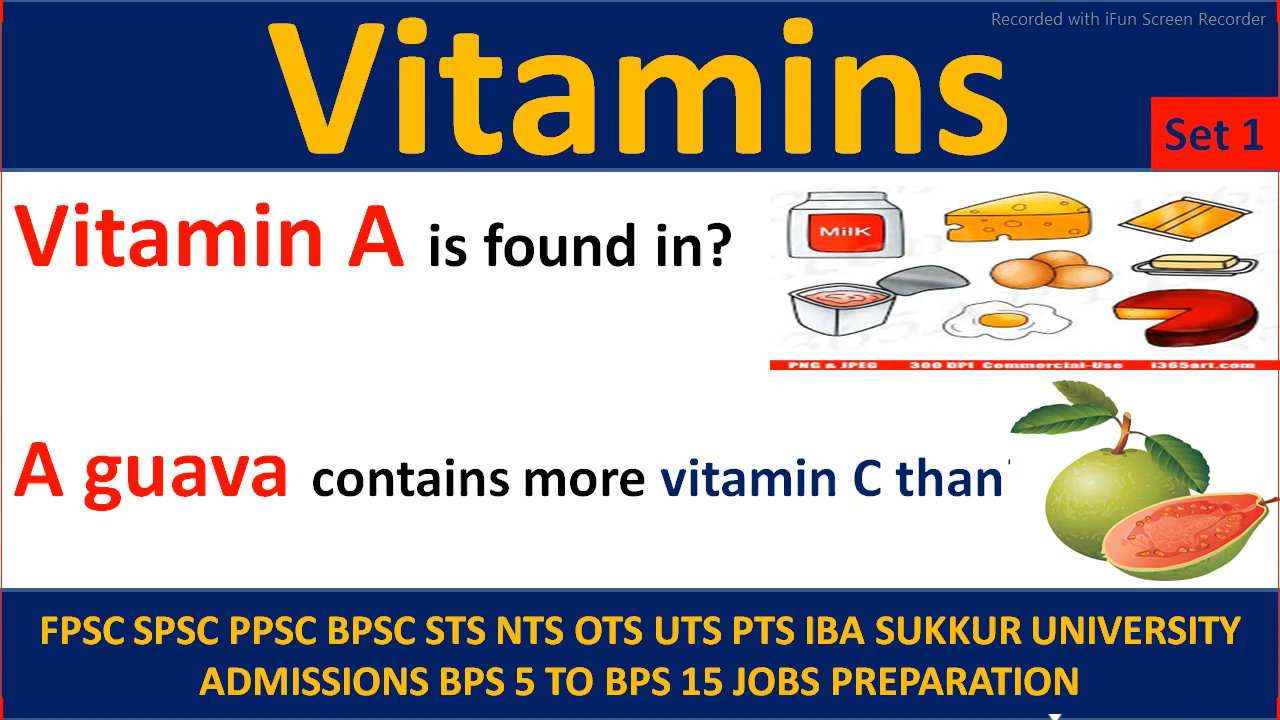 Recorded with iFun Screen Recorder
Vitamins
Set 1
Vitamin A is found in?
MiLK
PNG & JPEG 300 DPI Commercial-Use i365art.com
A guava contains more vitamin C than
FPSC SPSC PPSC BPSC STS NTS OTS UTS PTS IBA SUKKUR UNIVERSITY
ADMISSIONS BPS 5 TO BPS 15 JOBS PREPARATION